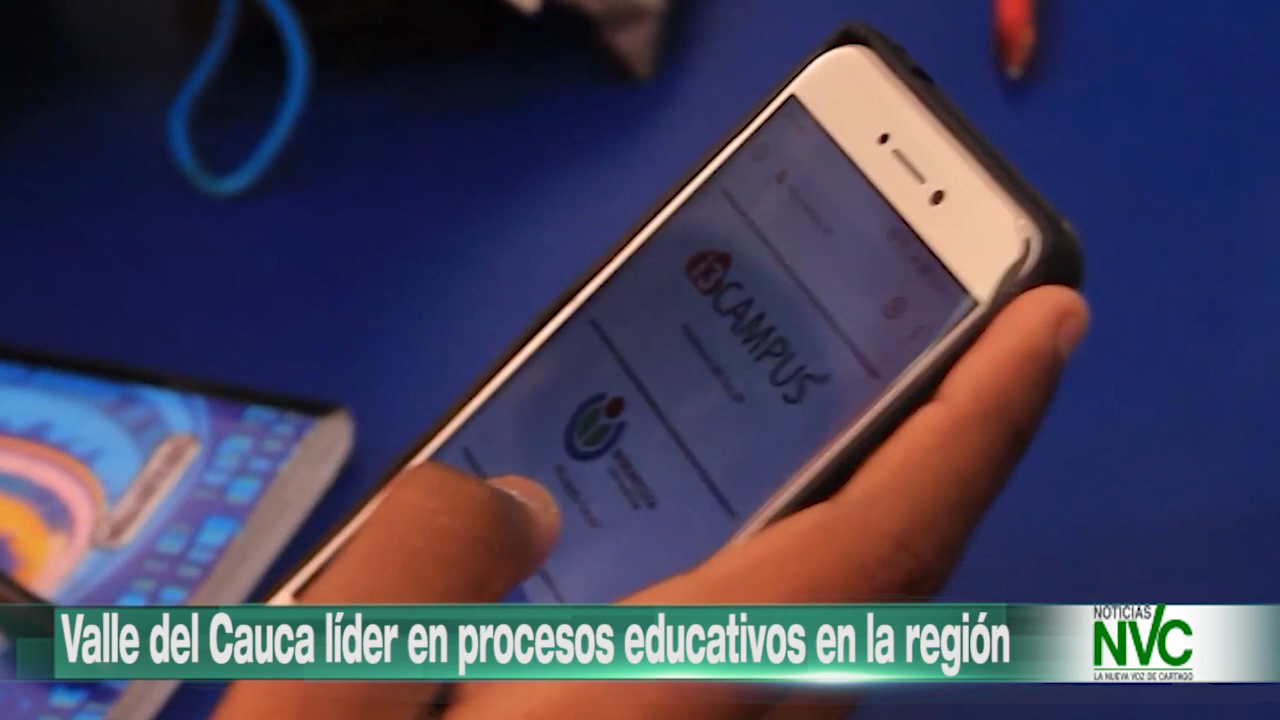 CAMPUS
Valle del Cauca líder en procesos educativos en la región
NOTICIAS
NVC
LA NUEVA VOZ DE CARTAGO